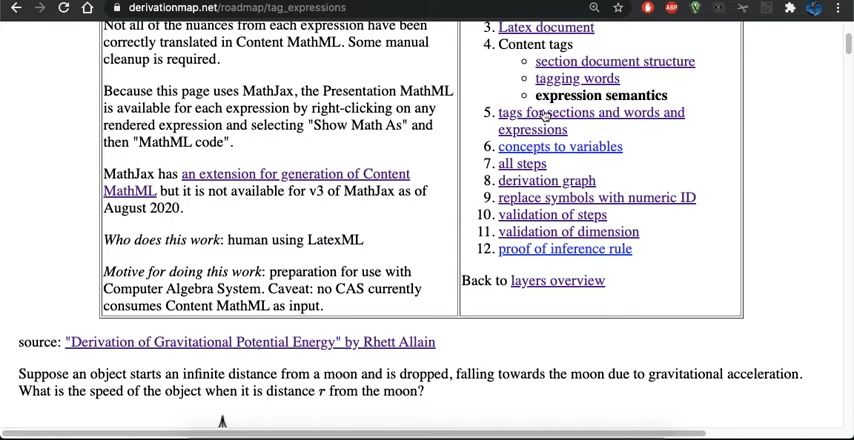 derivationmap.net/roadmap/tag_expressions
ABP
Not all of the nuances from each expression have been
correctly translated in Content MathML. Some manual
cleanup is required.
Because this page uses MathJax, the Presentation MathML
is available for each expression by right-clicking on any
rendered expression and selecting "Show Math As" and
then "MathML code".
MathJax has an extension for generation of Content
MathML but it is not available for v3 of MathJax as of
August 2020.
Who does this work: human using LatexML
Motive for doing this work: preparation for use with
Computer Algebra System. Caveat: no CAS currently
consumes Content MathML as input.
3. Latex document
4. Content tags
section document structure
tagging words
expression semantics
5. tags for sections and words and
expressions
6. concepts to variables
7. all steps
8. derivation graph
9. replace symbols with numeric ID
10. validation of steps
11. validation of dimension
12. proof of inference rule
Back to layers overview
source: "Derivation of Gravitational Potential Energy" by Rhett Allain
Suppose an object starts an infinite distance from a moon and is dropped, falling towards the moon due to gravitational acceleration.
What is the speed of the object when it is distance r from the moon?